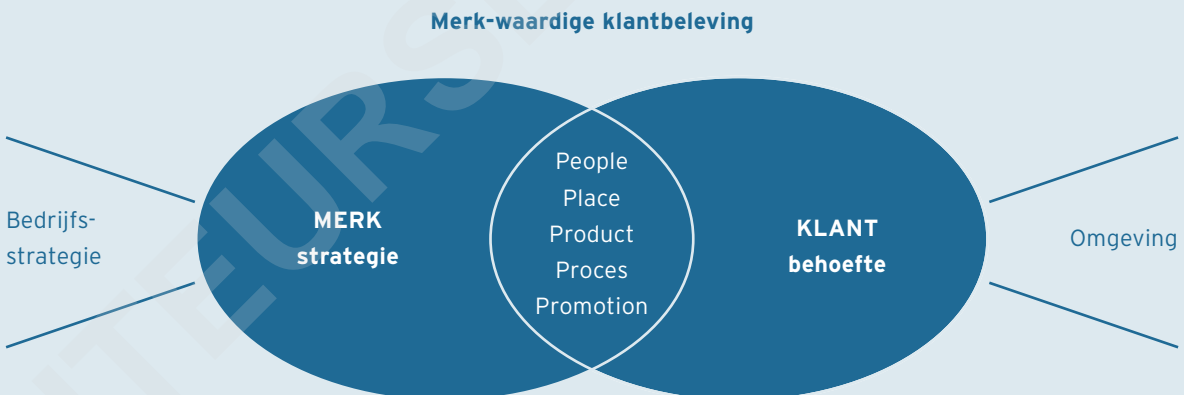 Merk-waardige klantbeleving
Bedrijfs-
strategie
MERK
strategie
People
Place
Product
Proces
Promotion
KLANT
behoefte
Omgeving